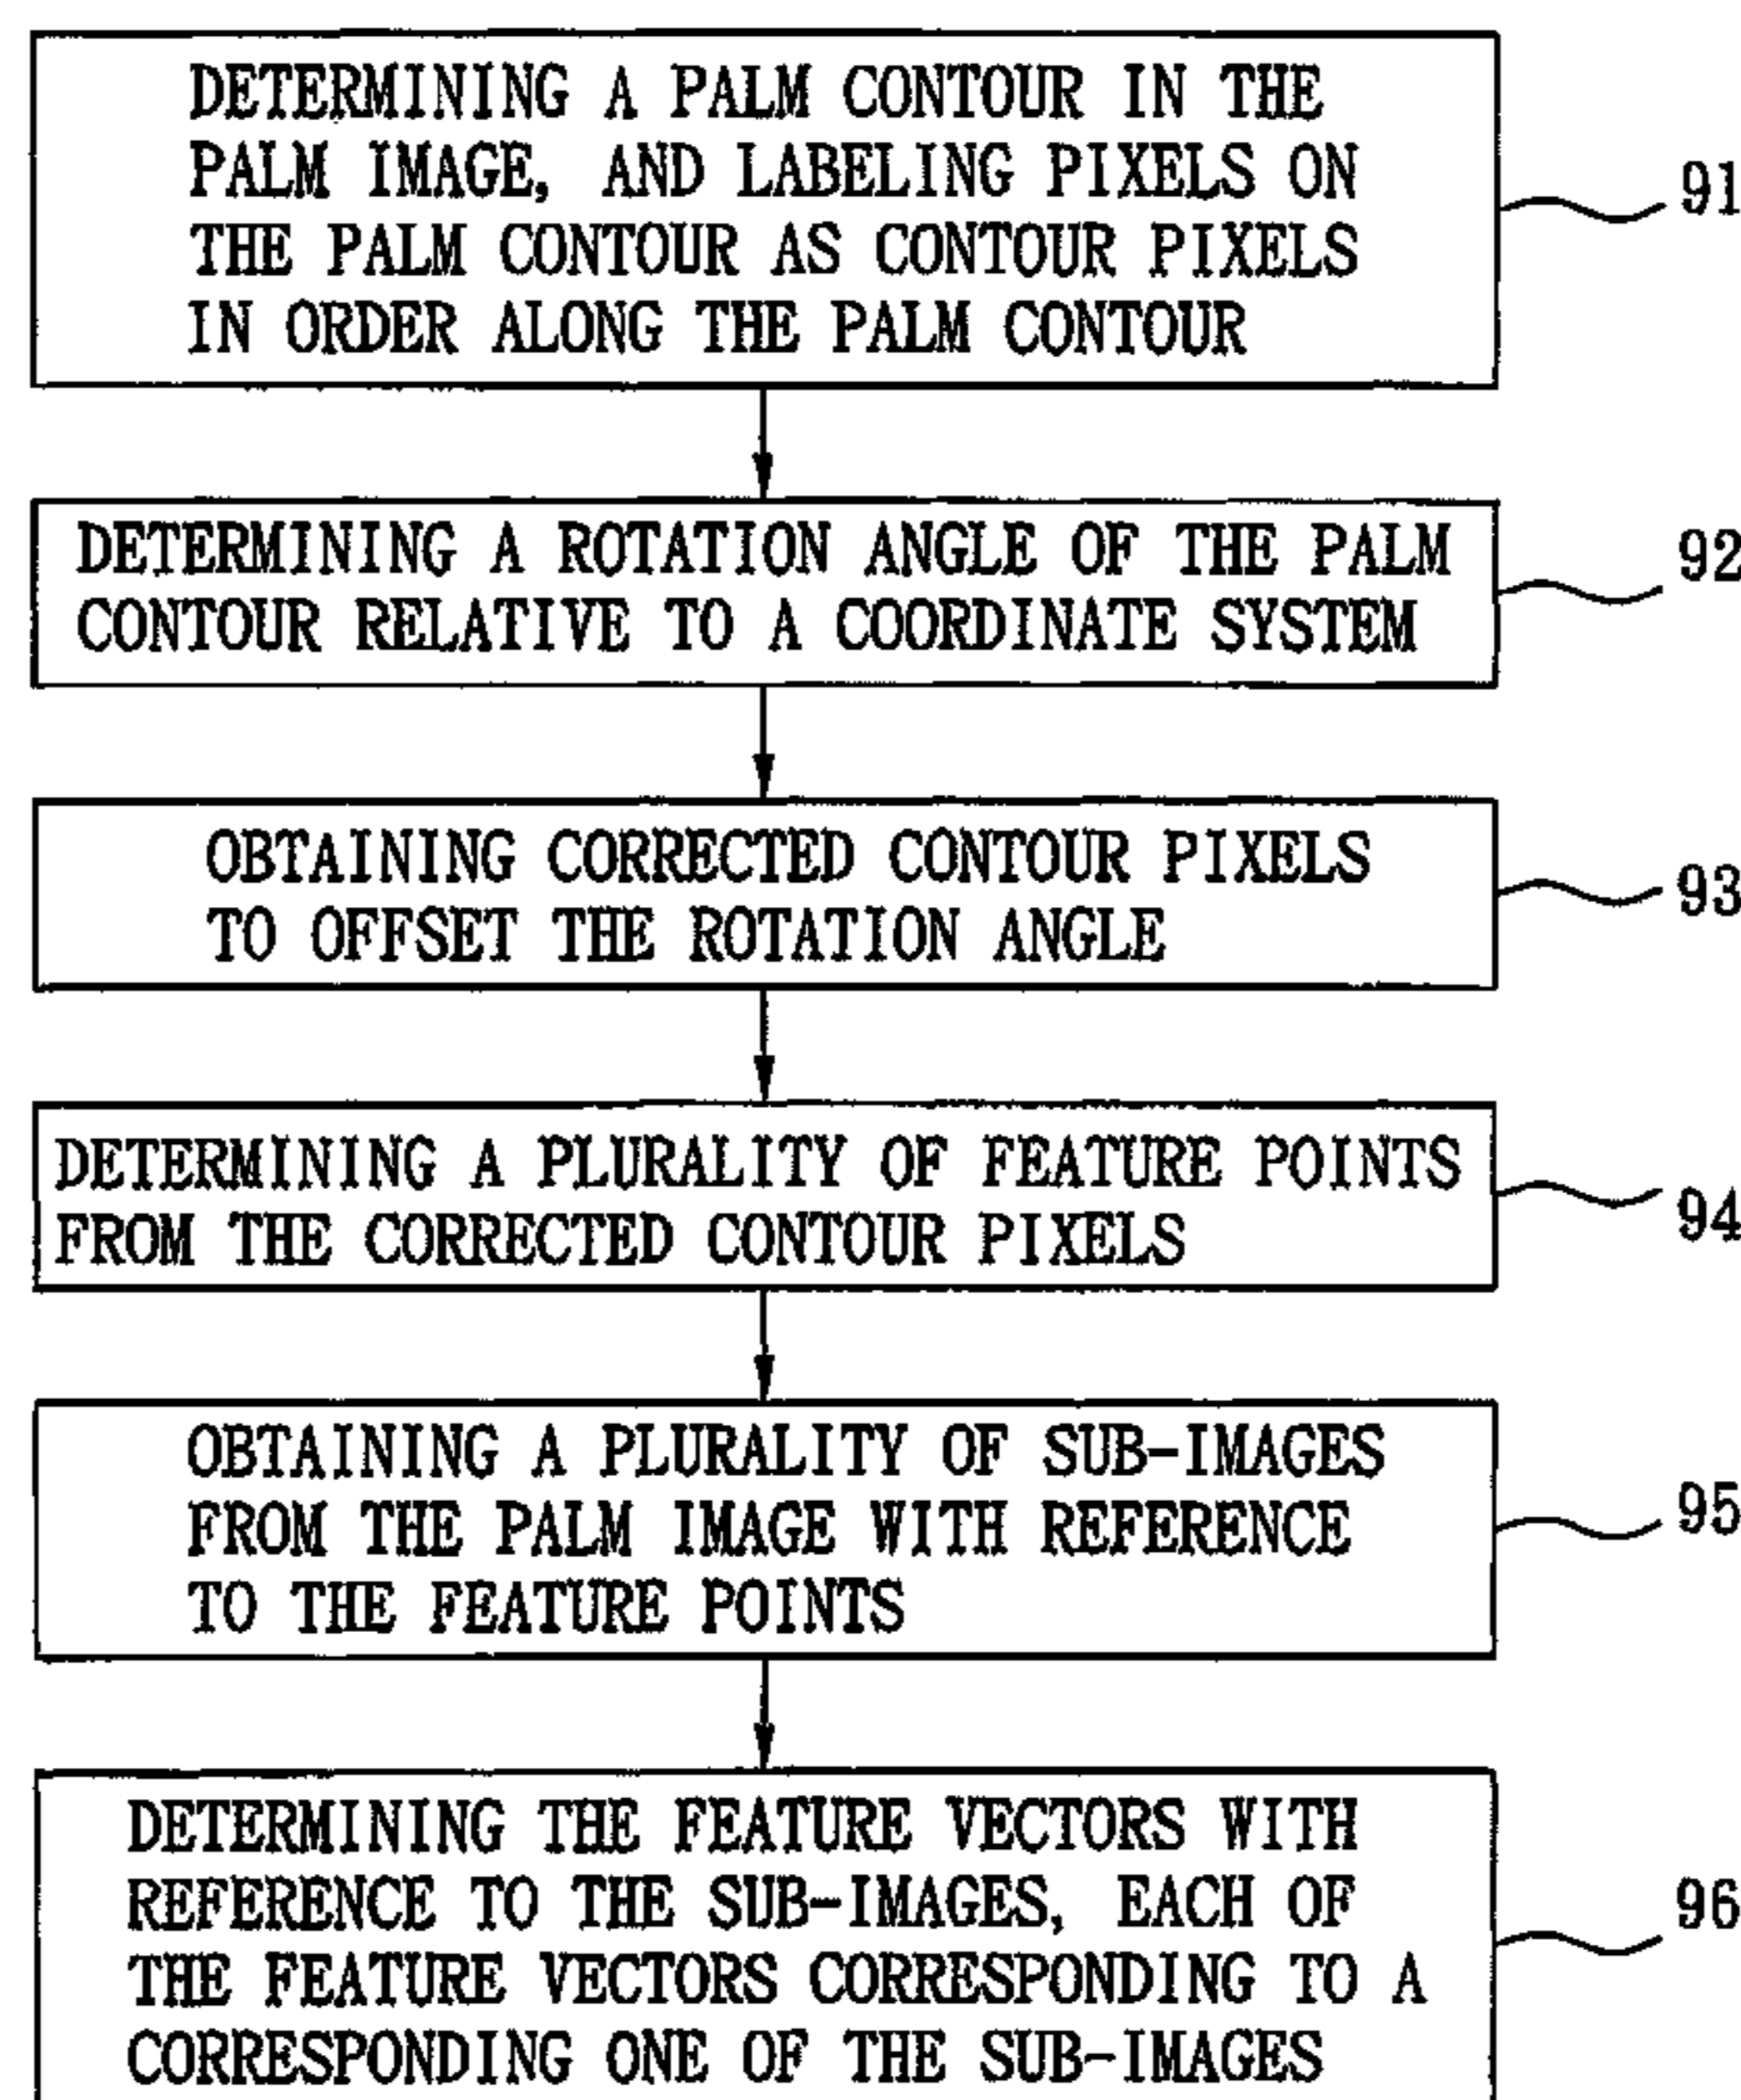 DETERMINING A PALM CONTOUR IN THE
PALM IMAGE, AND LABELING PIXELS ON
THE PALM CONTOUR AS CONTOUR PIXELS
IN ORDER ALONG THE PALM CONTOUR
91
DETERMINING A ROTATION ANGLE OF THE PALM
CONTOUR RELATIVE TO A COORDINATE SYSTEM
92
OBTAINING CORRECTED CONTOUR PIXELS
TO OFFSET THE ROTATION ANGLE
93
DETERMINING A PLURALITY OF FEATURE POINTS
FROM THE CORRECTED CONTOUR PIXELS
94
OBTAINING A PLURALITY OF SUB-IMAGES
FROM THE PALM IMAGE WITH REFERENCE
TO THE FEATURE POINTS
95
DETERMINING THE FEATURE VECTORS WITH
REFERENCE TO THE SUB-IMAGES, EACH OF
THE FEATURE VECTORS CORRESPONDING TO A
CORRESPONDING ONE OF THE SUB-IMAGES
96